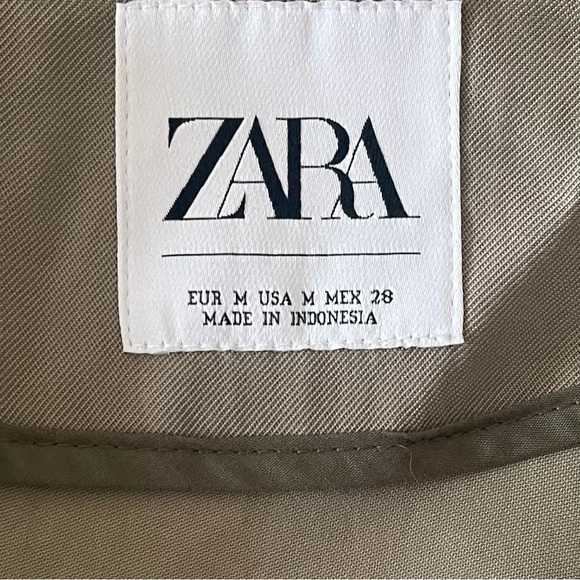 ZARA
EUR M USA M MEX 28
MADE IN INDONESIA